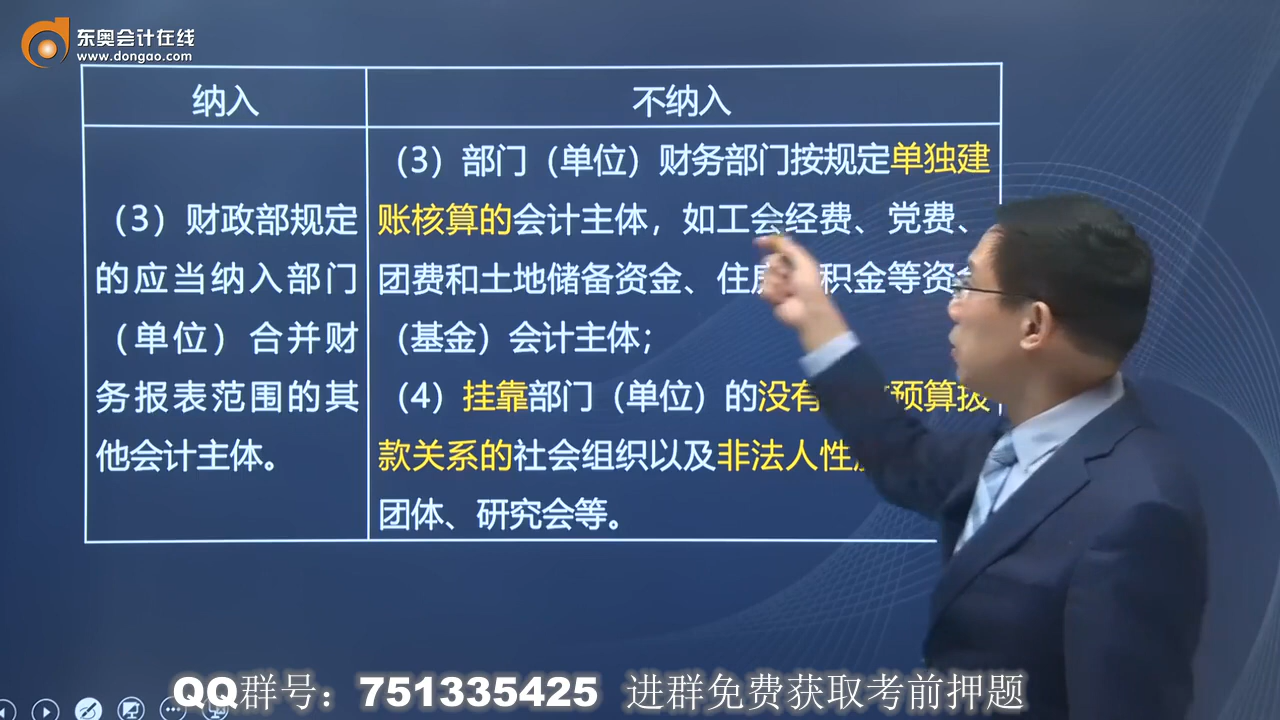 东奥会计在线
www.dongao.com
纳入
不纳入
（3）财政部规定
的应当纳入部门
（单位）合并财
务报表范围的其
他会计主体。
（3）部门（单位）财务部门按规定单独建
账核算的会计主体，如工会经费、党费、
团费和土地储备资金、住 积金等资
（基金）会计主体；
（4）挂靠部门（单位）的没有 预算拨
款关系的社会组织以及非法人性
团体、研究会等。
QQ群号：751335425 进群免费获取考前押题